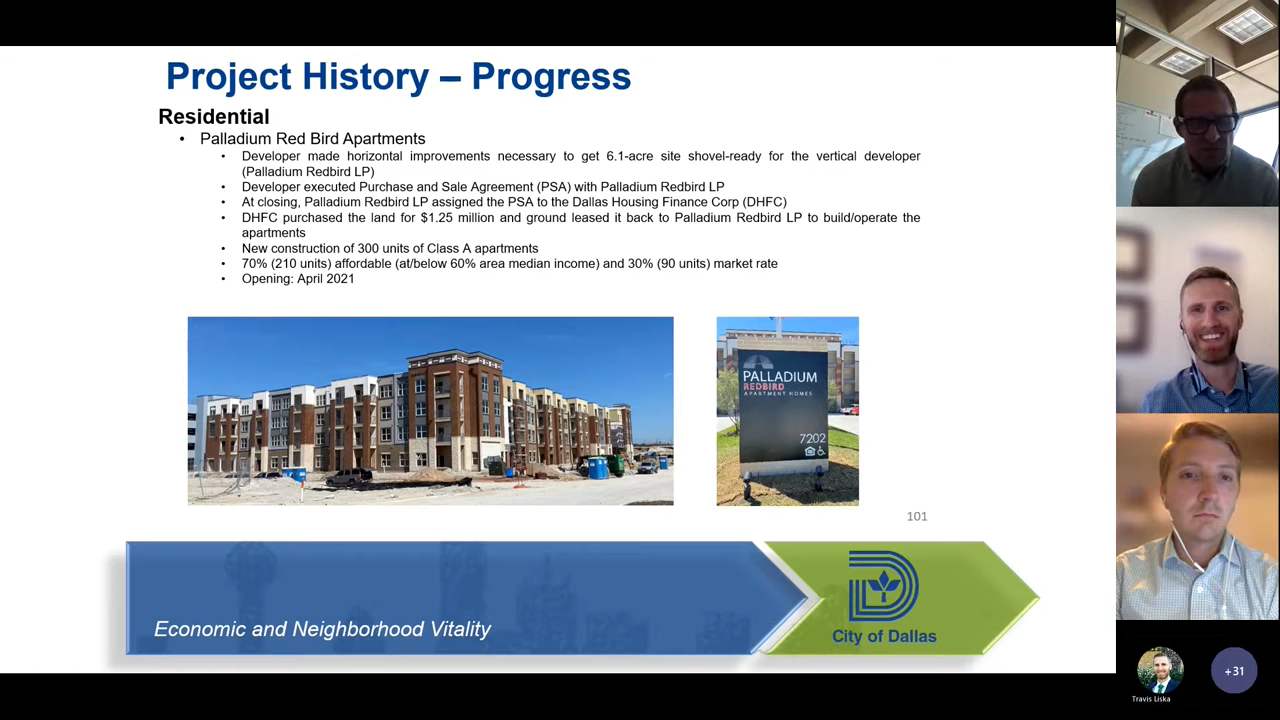 Project History – Progress
Residential
• Palladium Red Bird Apartments
• Developer made horizontal improvements necessary to get 6.1-acre site shovel-ready for the vertical developer
(Palladium Redbird LP)
• Developer executed Purchase and Sale Agreement (PSA) with Palladium Redbird LP
• At closing, Palladium Redbird LP assigned the PSA to the Dallas Housing Finance Corp (DHFC)
• DHFC purchased the land for $1.25 million and ground leased it back to Palladium Redbird LP to build/operate the
apartments
• New construction of 300 units of Class A apartments
• 70% (210 units) affordable (at/below 60% area median income) and 30% (90 units) market rate
• Opening: April 2021
PALLADIUM
REDBIRD
APARTMENT HOMES
7202
101
Economic and Neighborhood Vitality
City of Dallas
Travis Liska
+31